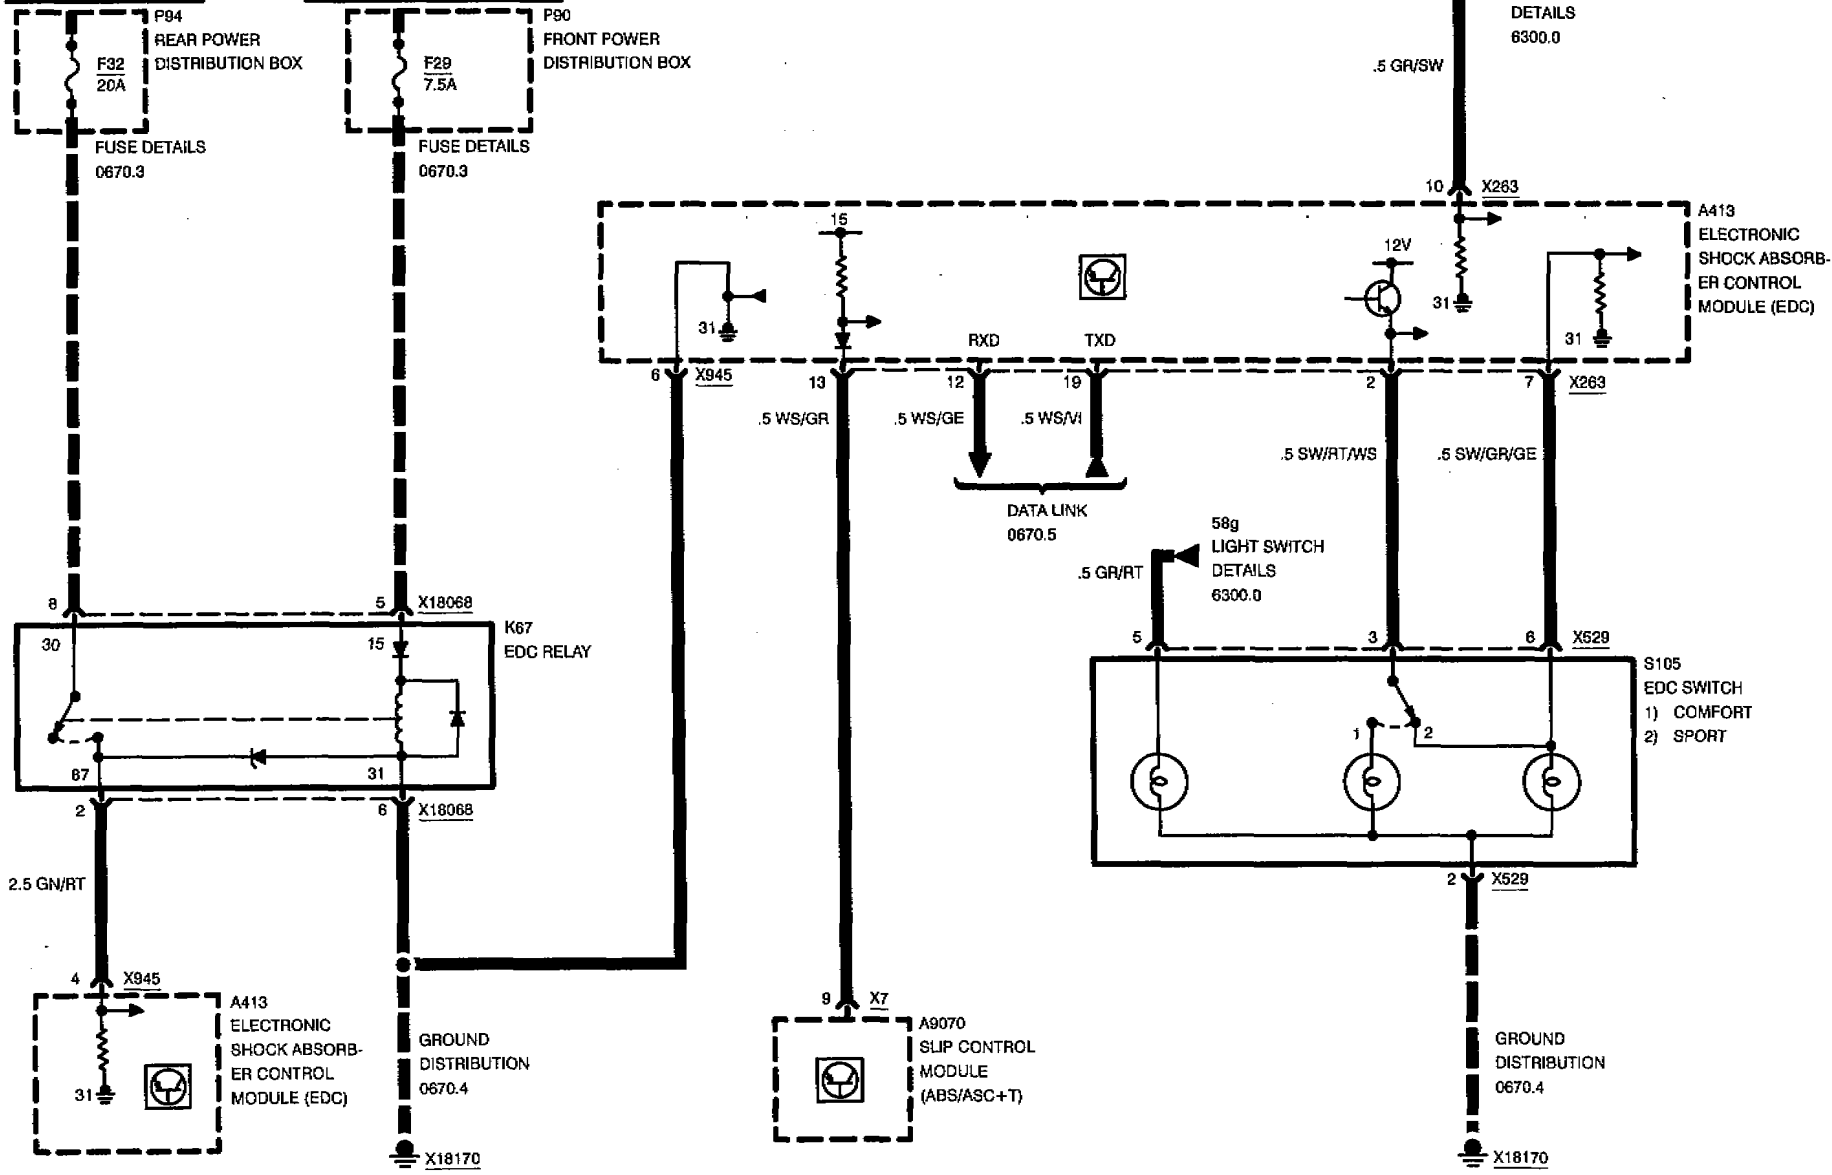 P94
REAR POWER
DISTRIBUTION BOX
F32
20A
FUSE DETAILS
0670.3
P90
FRONT POWER
DISTRIBUTION BOX
F29
7.5A
FUSE DETAILS
0670.3
DETAILS
6300.0
.5 GR/SW
10 X263
A413
ELECTRONIC
SHOCK ABSORB-
ER CONTROL
MODULE (EDC)
15
12V
31
31
31
RXD
TXD
6 X945
13
12
19
2
7 X263
.5 WS/GR
.5 WS/GE
.5 WS/VI
.5 SW/RT/WS
.5 SW/GR/GE
DATA LINK
0670.5
58g
LIGHT SWITCH
DETAILS
6300.0
.5 GR/RT
8
5 X18068
K67
EDC RELAY
30
15
87
31
2
6 X18068
5
3
6 X529
S105
EDC SWITCH
1) COMFORT
2) SPORT
1
2
2 X529
2.5 GN/RT
4 X945
A413
ELECTRONIC
SHOCK ABSORB-
ER CONTROL
MODULE (EDC)
31
GROUND
DISTRIBUTION
0670.4
X18170
9 X7
A9070
SLIP CONTROL
MODULE
(ABS/ASC+T)
GROUND
DISTRIBUTION
0670.4
X18170